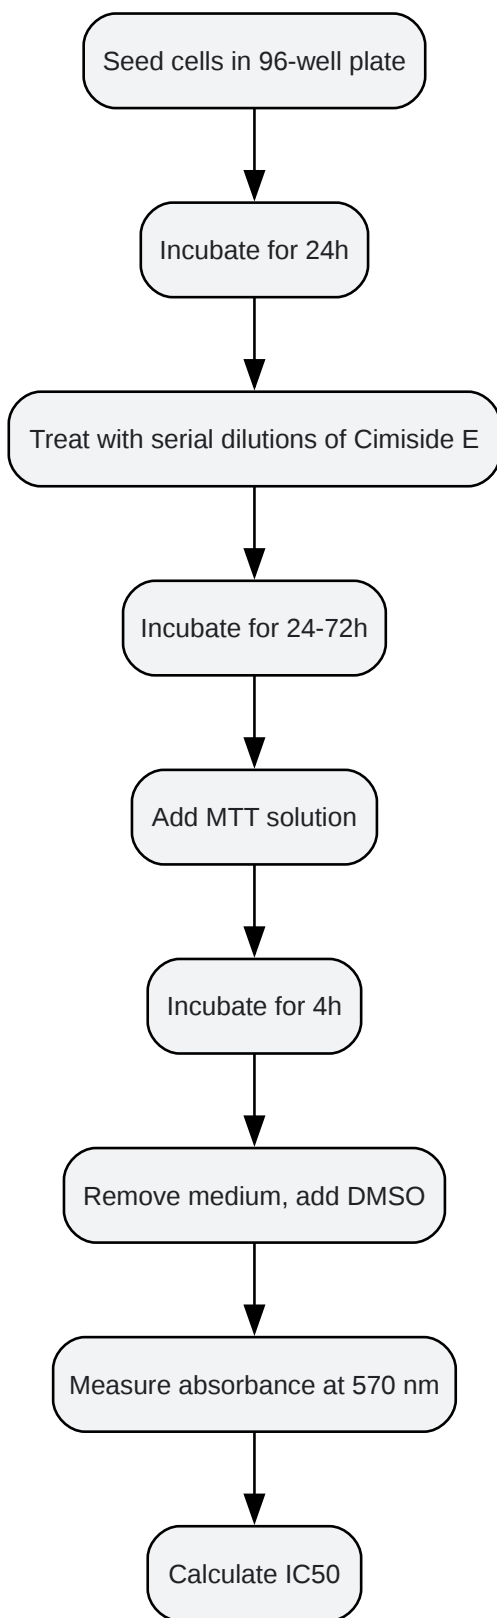 Seed cells in 96-well plate
Incubate for 24h
Treat with serial dilutions of Cimiside E
Incubate for 24-72h
Add MTT solution
Incubate for 4h
Remove medium, add DMSO
Measure absorbance at 570 nm
Calculate IC50